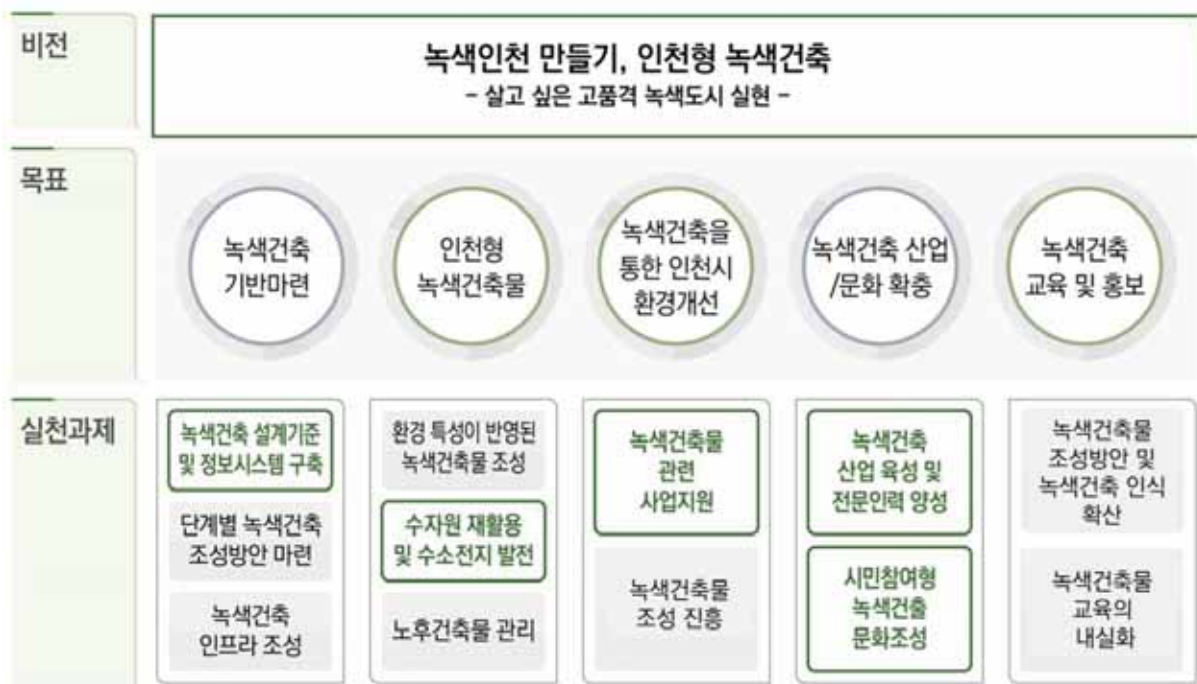 비전
녹색인천 만들기, 인천형 녹색건축
- 살고 싶은 고품격 녹색도시 실현 -
목표
녹색건축
기반마련
인천형
녹색건축물
녹색건축을
통한 인천시
환경개선
녹색건축 산업
/문화 확충
녹색건축
교육 및 홍보
실천과제
녹색건축 설계기준
및 정보시스템 구축
단계별 녹색건축
조성방안 마련
녹색건축
인프라 조성
환경 특성이 반영된
녹색건축물 조성
수자원 재활용
및 수소전지 발전
노후건축물 관리
녹색건축물
관련
사업지원
녹색건축물
조성 진흥
녹색건축
산업 육성 및
전문인력 양성
시민참여형
녹색건출
문화조성
녹색건축물
조성방안 및
녹색건축 인식
확산
녹색건축물
교육의
내실화